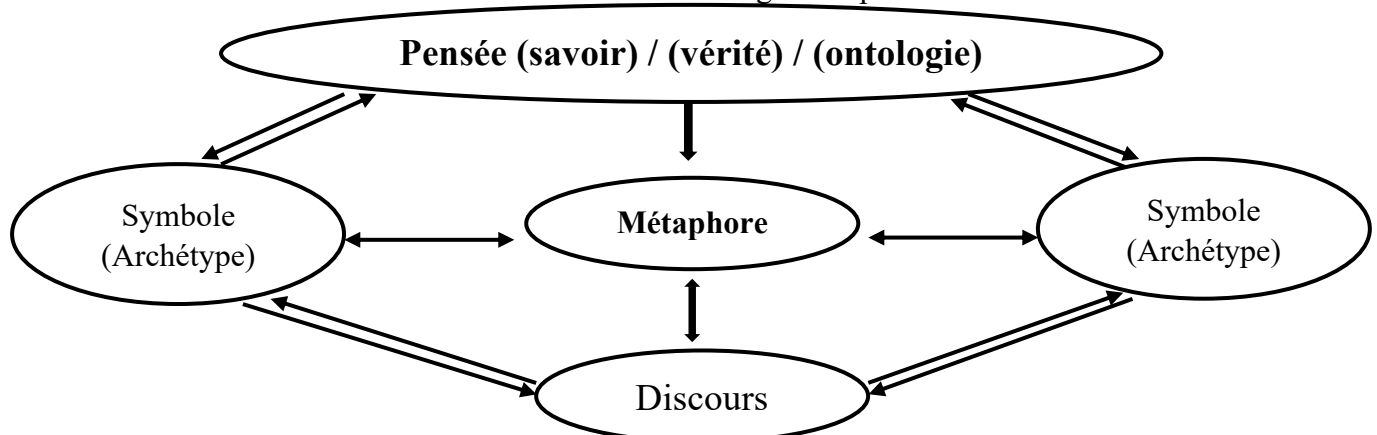 Pensée (savoir) / (vérité) / (ontologie)
Symbole
(Archétype)
Métaphore
Symbole
(Archétype)
Discours